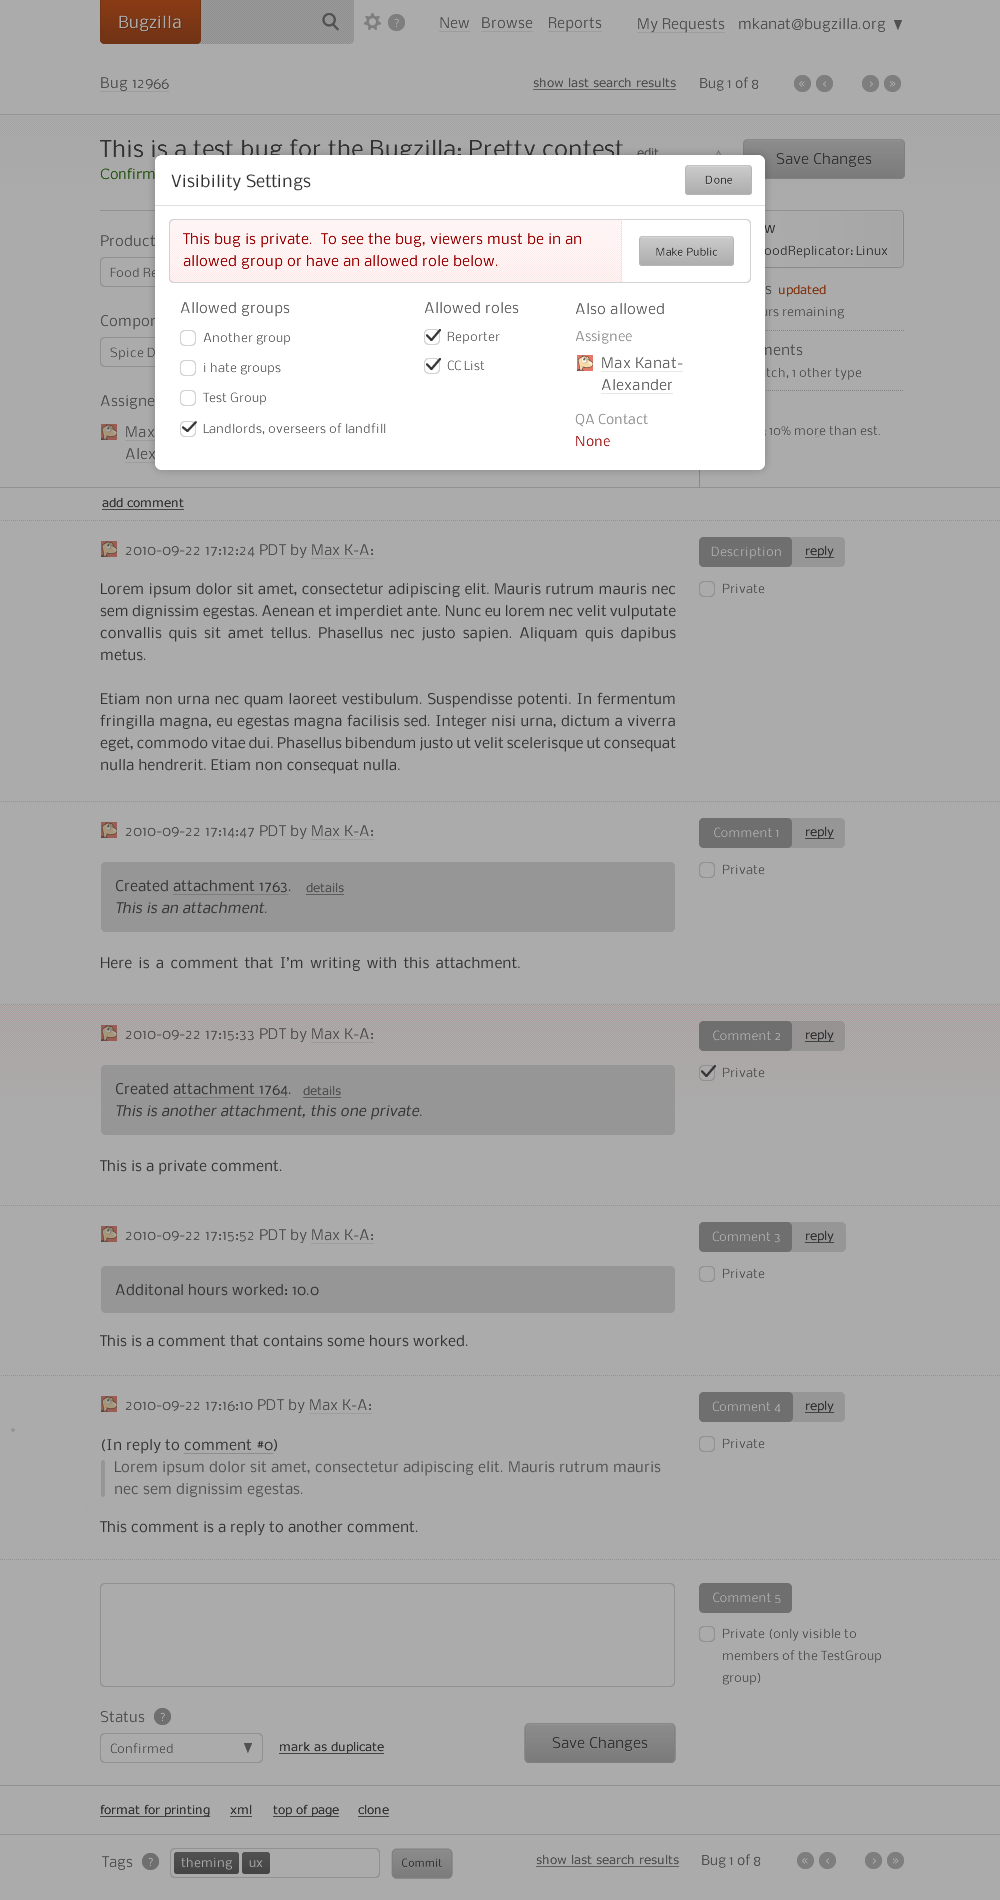 Bugzilla
New Browse Reports My Requests mkanat@bugzilla.org ▼
Bug 12966 show last search results Bug 1 of 8 « ‹ › »
This is a test bug for the Bugzilla: Pretty contest edit Save Changes
Confirm
Visibility Settings Done
This bug is private. To see the bug, viewers must be in an
allowed group or have an allowed role below.
Make Public
Allowed groups
Another group
i hate groups
Test Group
Landlords, overseers of landfill
Allowed roles
Reporter
CC List
Also allowed
Assignee
Max Kanat-
Alexander
QA Contact
None
Product
Food Re
Compor
Spice D
Assigne
Max
Alex
w
oodReplicator: Linux
s updated
urs remaining
ments
tch, 1 other type
10% more than est.
add comment
2010-09-22 17:12:24 PDT by Max K-A:
Description reply
Private
Lorem ipsum dolor sit amet, consectetur adipiscing elit. Mauris rutrum mauris nec
sem dignissim egestas. Aenean et imperdiet ante. Nunc eu lorem nec velit vulputate
convallis quis sit amet tellus. Phasellus nec justo sapien. Aliquam quis dapibus
metus.
Etiam non urna nec quam laoreet vestibulum. Suspendisse potenti. In fermentum
fringilla magna, eu egestas magna facilisis sed. Integer nisi urna, dictum a viverra
eget, commodo vitae dui. Phasellus bibendum justo ut velit scelerisque ut consequat
nulla hendrerit. Etiam non consequat nulla.
2010-09-22 17:14:47 PDT by Max K-A:
Comment 1 reply
Private
Created attachment 1763. details
This is an attachment.
Here is a comment that I'm writing with this attachment.
2010-09-22 17:15:33 PDT by Max K-A:
Comment 2 reply
Private
Created attachment 1764. details
This is another attachment, this one private.
This is a private comment.
2010-09-22 17:15:52 PDT by Max K-A:
Comment 3 reply
Private
Additonal hours worked: 10.0
This is a comment that contains some hours worked.
2010-09-22 17:16:10 PDT by Max K-A:
Comment 4 reply
Private
(In reply to comment #0)
Lorem ipsum dolor sit amet, consectetur adipiscing elit. Mauris rutrum mauris
nec sem dignissim egestas.
This comment is a reply to another comment.
Comment 5
Private (only visible to
members of the TestGroup
group)
Status ?
Confirmed ▼ mark as duplicate Save Changes
format for printing xml top of page clone
Tags ? theming ux Commit show last search results Bug 1 of 8 « ‹ › »